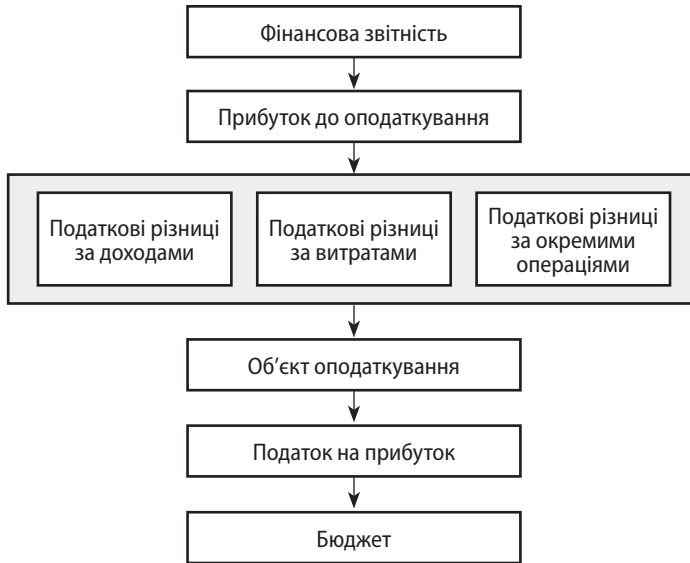 Фінансова звітність
Прибуток до оподаткування
Податкові різниці
за доходами
Податкові різниці
за витратами
Податкові різниці
за окремими
операціями
Об’єкт оподаткування
Податок на прибуток
Бюджет